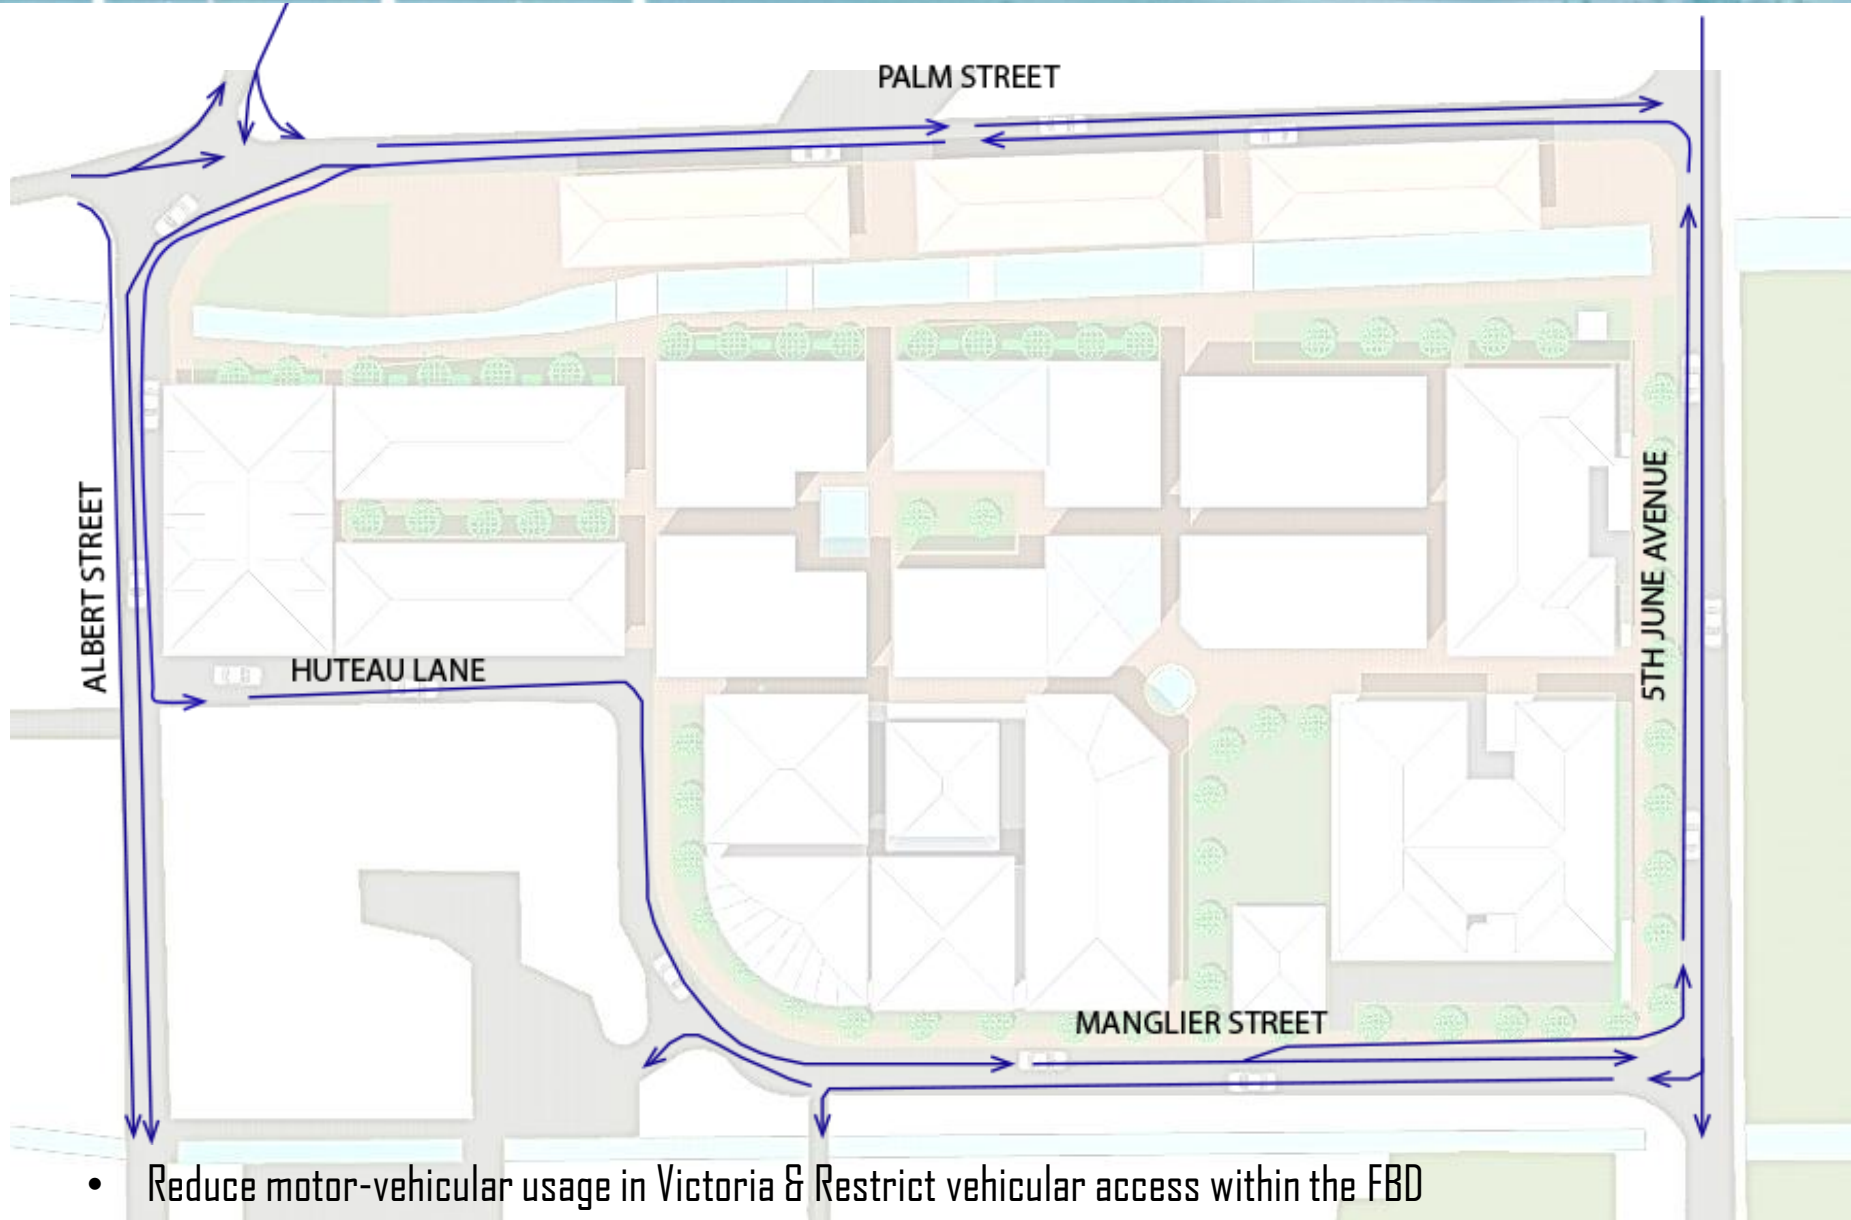 PALM STREET
ALBERT STREET
5TH JUNE AVENUE
HUTEAU LANE
MANGLIER STREET
• Reduce motor-vehicular usage in Victoria & Restrict vehicular access within the FBD